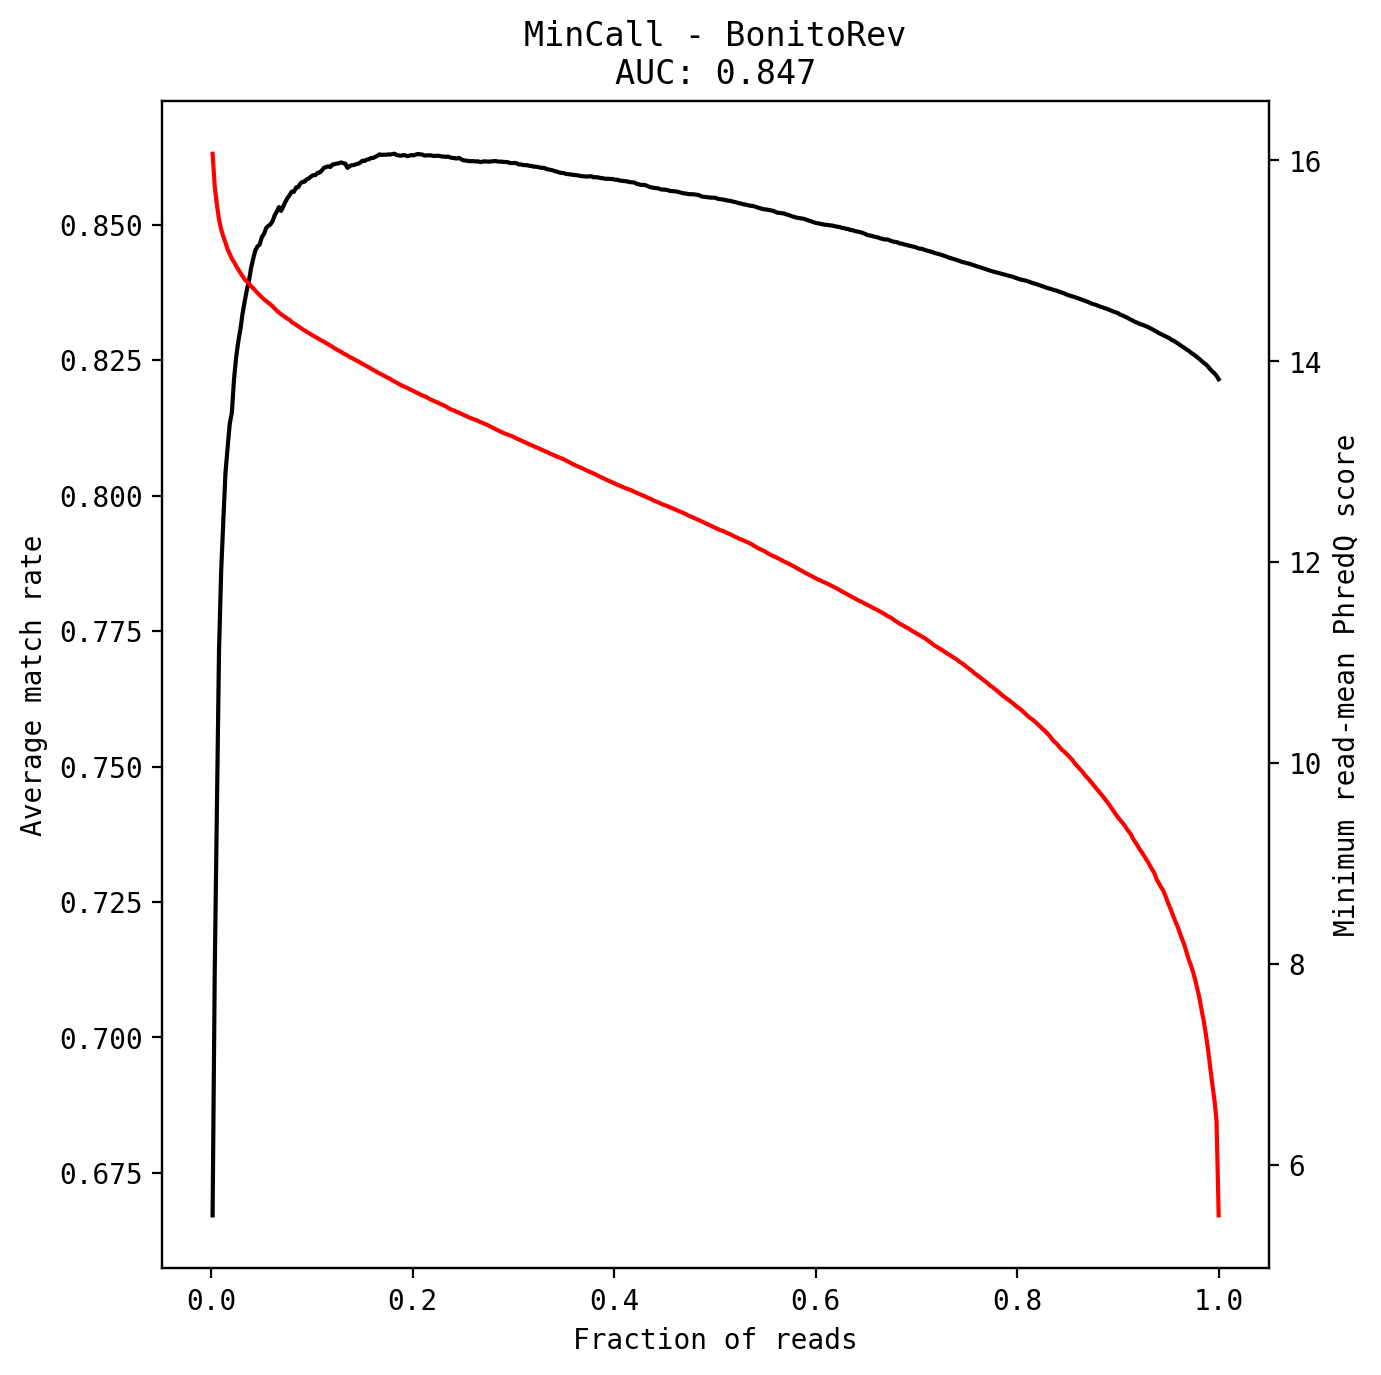 MinCall - BonitoRev
AUC: 0.847
Average match rate
0.850
0.825
0.800
0.775
0.750
0.725
0.700
0.675
16
14
12
10
8
6
Minimum read-mean PhredQ score
0.0 0.2 0.4 0.6 0.8 1.0
Fraction of reads